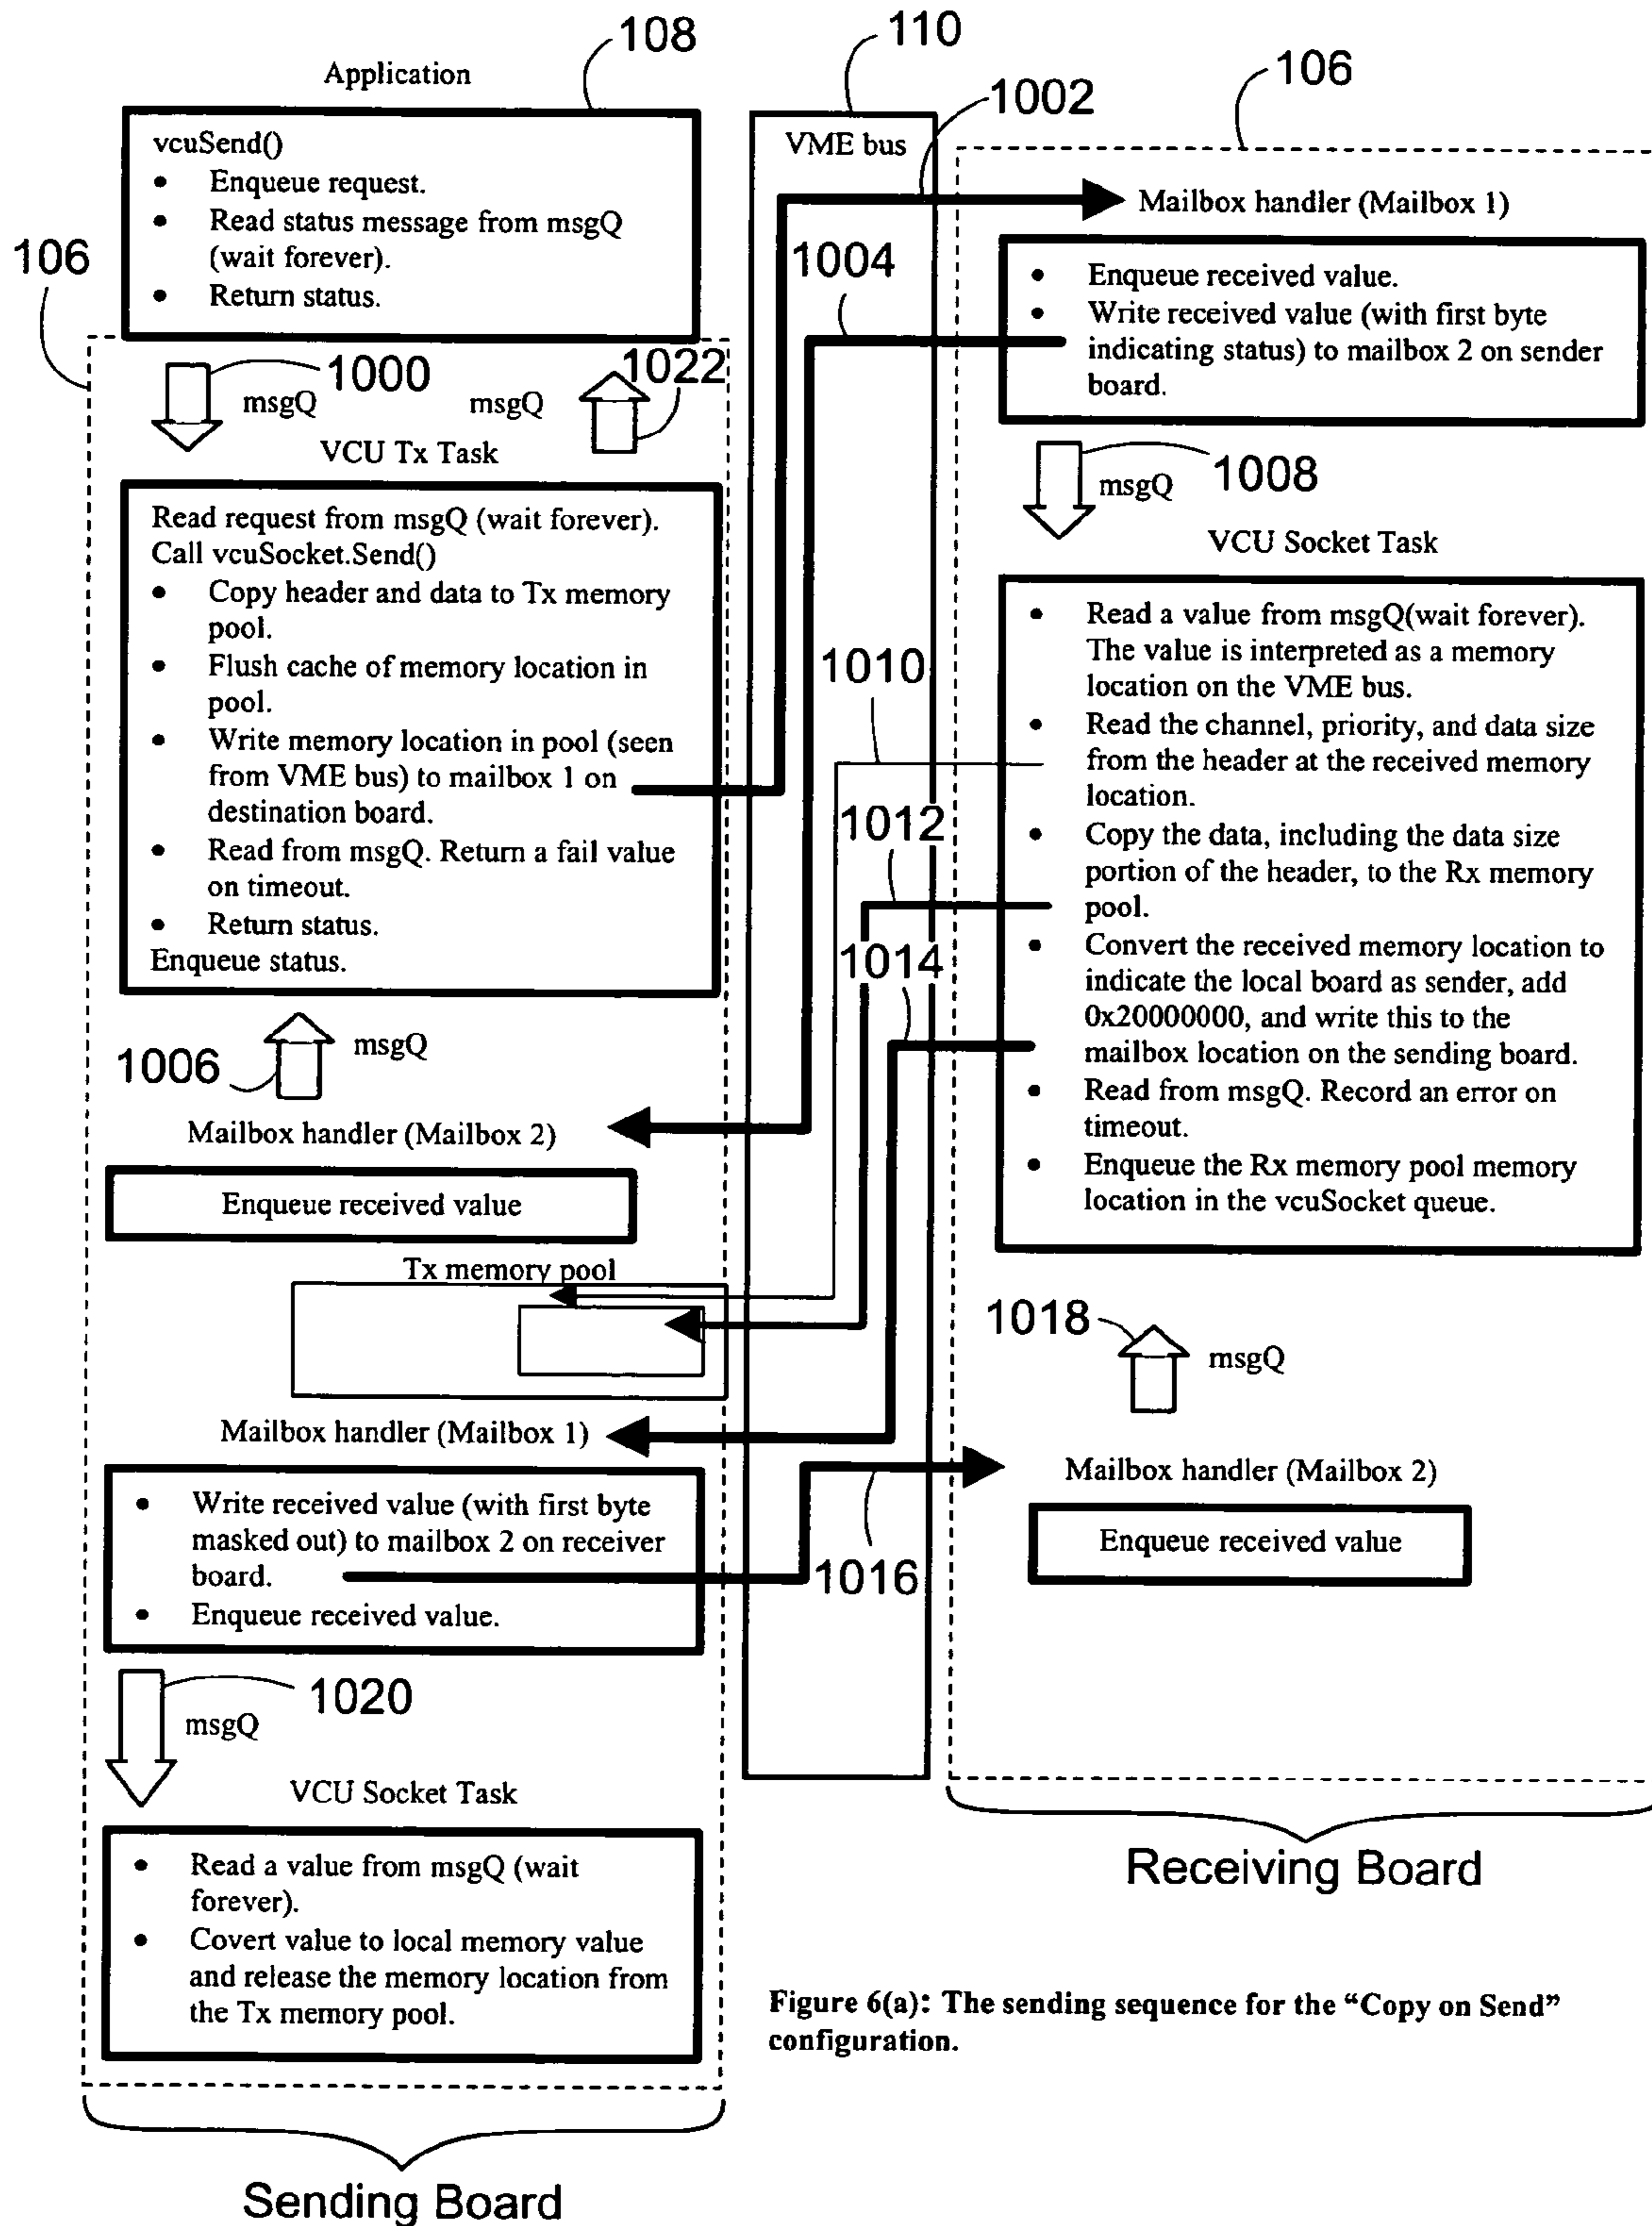 108
110
106
Application
1002
vcuSend()
• Enqueue request.
• Read status message from msgQ
(wait forever).
• Return status.
VME bus
Mailbox handler (Mailbox 1)
106
1004
• Enqueue received value.
• Write received value (with first byte
indicating status) to mailbox 2 on sender
board.
1000
msgQ
msgQ
1022
VCU Tx Task
msgQ
1008
VCU Socket Task
Read request from msgQ (wait forever).
Call vcuSocket.Send()
• Copy header and data to Tx memory
pool.
• Flush cache of memory location in
pool.
• Write memory location in pool (seen
from VME bus) to mailbox 1 on
destination board.
• Read from msgQ. Return a fail value
on timeout.
• Return status.
Enqueue status.
1010
1012
1014
• Read a value from msgQ(wait forever).
The value is interpreted as a memory
location on the VME bus.
• Read the channel, priority, and data size
from the header at the received memory
location.
• Copy the data, including the data size
portion of the header, to the Rx memory
pool.
• Convert the received memory location to
indicate the local board as sender, add
0x20000000, and write this to the
mailbox location on the sending board.
• Read from msgQ. Record an error on
timeout.
• Enqueue the Rx memory pool memory
location in the vcuSocket queue.
1006
msgQ
Mailbox handler (Mailbox 2)
Enqueue received value
Tx memory pool
1018
msgQ
Mailbox handler (Mailbox 1)
Mailbox handler (Mailbox 2)
• Write received value (with first byte
masked out) to mailbox 2 on receiver
board.
• Enqueue received value.
1016
Enqueue received value
1020
msgQ
VCU Socket Task
• Read a value from msgQ (wait
forever).
• Covert value to local memory value
and release the memory location from
the Tx memory pool.
Receiving Board
Figure 6(a): The sending sequence for the “Copy on Send”
configuration.
Sending Board